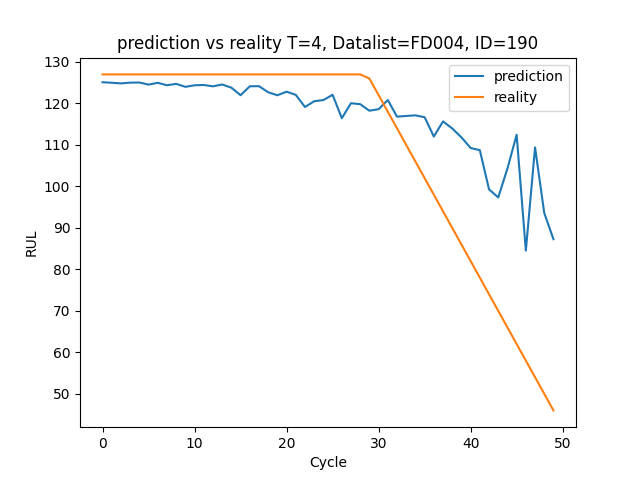 prediction vs reality T=4, Datalist=FD004, ID=190
prediction
reality
130
120
110
100
90
80
70
60
50
RUL
0 10 20 30 40 50
Cycle